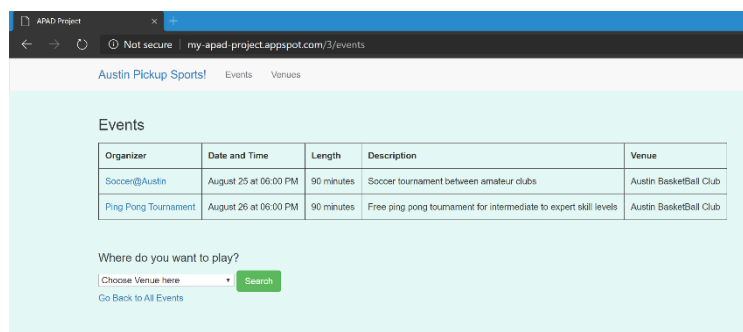 APAD Project
Not secure | my-apad-project.appspot.com/3/events
Austin Pickup Sports! Events Venues
Events
Organizer Date and Time Length Description Venue
Soccer@Austin August 25 at 06:00 PM 90 minutes Soccer tournament between amateur clubs Austin BasketBall Club
Ping Pong Tournament August 26 at 06:00 PM 90 minutes Free ping pong tournament for intermediate to expert skill levels Austin BasketBall Club
Where do you want to play?
Choose Venue here Search
Go Back to All Events